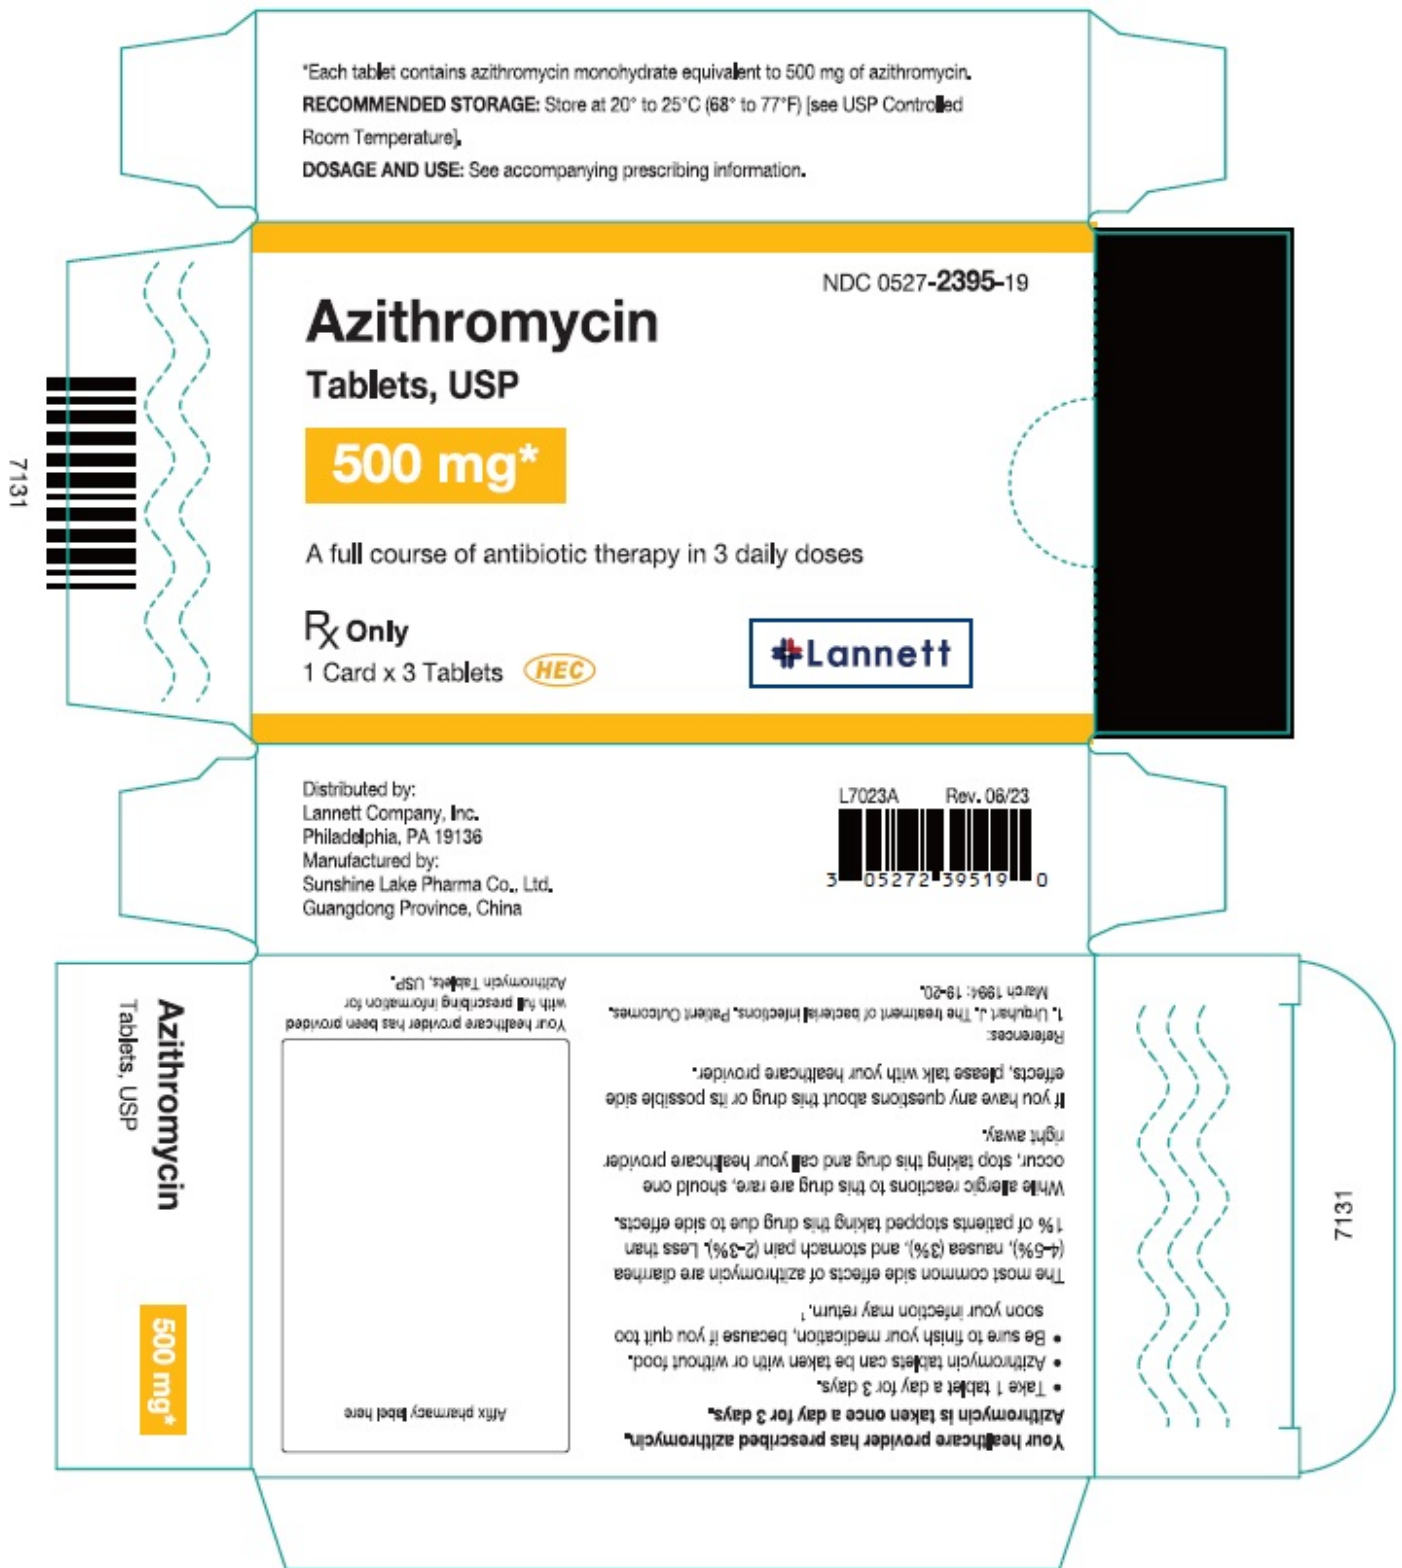 *Each tablet contains azithromycin monohydrate equivalent to 500 mg of azithromycin.
RECOMMENDED STORAGE: Store at 20° to 25°C (68° to 77°F) [see USP Controlled
Room Temperature].
DOSAGE AND USE: See accompanying prescribing information.
NDC 0527-2395-19
Azithromycin
Tablets, USP
500 mg*
A full course of antibiotic therapy in 3 daily doses
Rx Only
1 Card x 3 Tablets
HEC
Lannett
7131
Distributed by:
Lannett Company, Inc.
Philadelphia, PA 19136
Manufactured by:
Sunshine Lake Pharma Co., Ltd.
Guangdong Province, China
L7023A Rev. 06/23
3 05272 39519 0
Azithromycin
Tablets, USP
500 mg*
Your healthcare provider has prescribed azithromycin.
Azithromycin is taken once a day for 3 days.
• Take 1 tablet a day for 3 days.
• Azithromycin tablets can be taken with or without food.
• Be sure to finish your medication, because if you quit too
soon your infection may return.¹
The most common side effects of azithromycin are diarrhea
(4-5%), nausea (3%), and stomach pain (2-3%). Less than
1% of patients stopped taking this drug due to side effects.
While allergic reactions to this drug are rare, should one
occur, stop taking this drug and call your healthcare provider
right away.
If you have any questions about this drug or its possible side
effects, please talk with your healthcare provider.
References:
1. Urquhart J. The treatment of bacterial infections. Patient Outcomes.
March 1994: 19-20.
Affix pharmacy label here
Your healthcare provider has been provided
with full prescribing information for
Azithromycin Tablets, USP.
7131